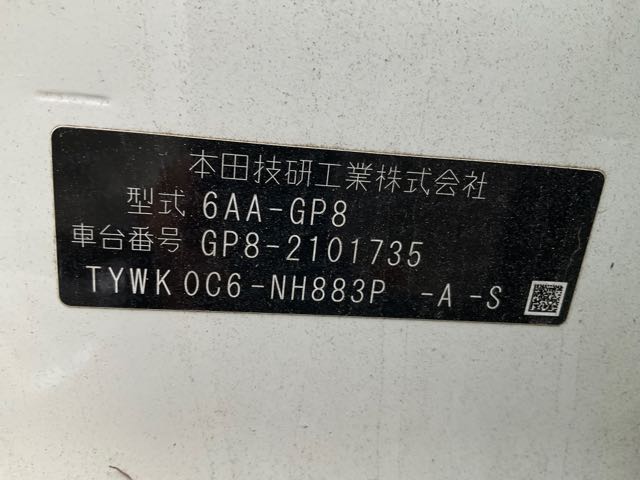 本田技研工業株式会社
型式 6AA-GP8
車台番号 GP8-2101735
TYWK 0C6-NH883P -A -S